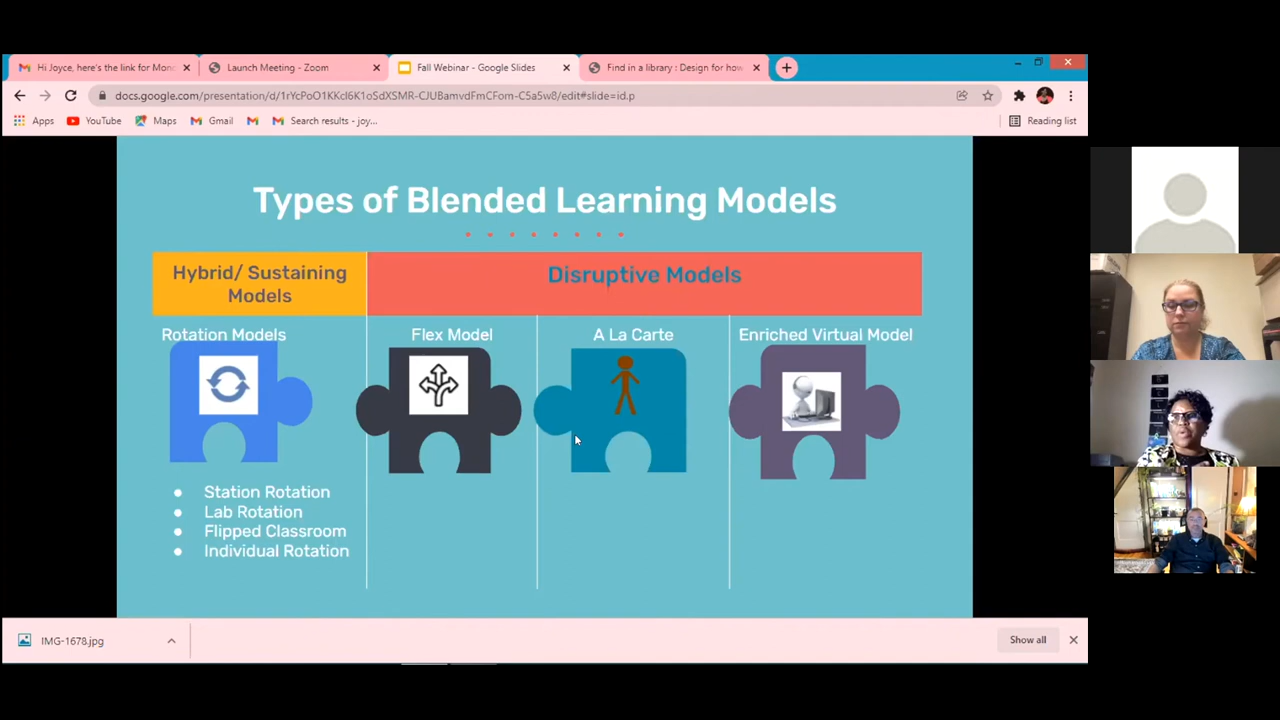 Hi Joyce, here's the link for Mond
Launch Meeting - Zoom
Fall Webinar - Google Slides
Find in a library : Design for how
docs.google.com/presentation/d/1rYcPoO1KKcI6K1oSdXSMR-CJUBamvdFmCFom-C5a5w8/edit#slide=id.p
Apps
YouTube
Maps
Gmail
Search results - joy...
Reading list
Types of Blended Learning Models
Hybrid/ Sustaining
Models
Disruptive Models
Rotation Models
Flex Model
A La Carte
Enriched Virtual Model
● Station Rotation
● Lab Rotation
● Flipped Classroom
● Individual Rotation
IMG-1678.jpg
Show all